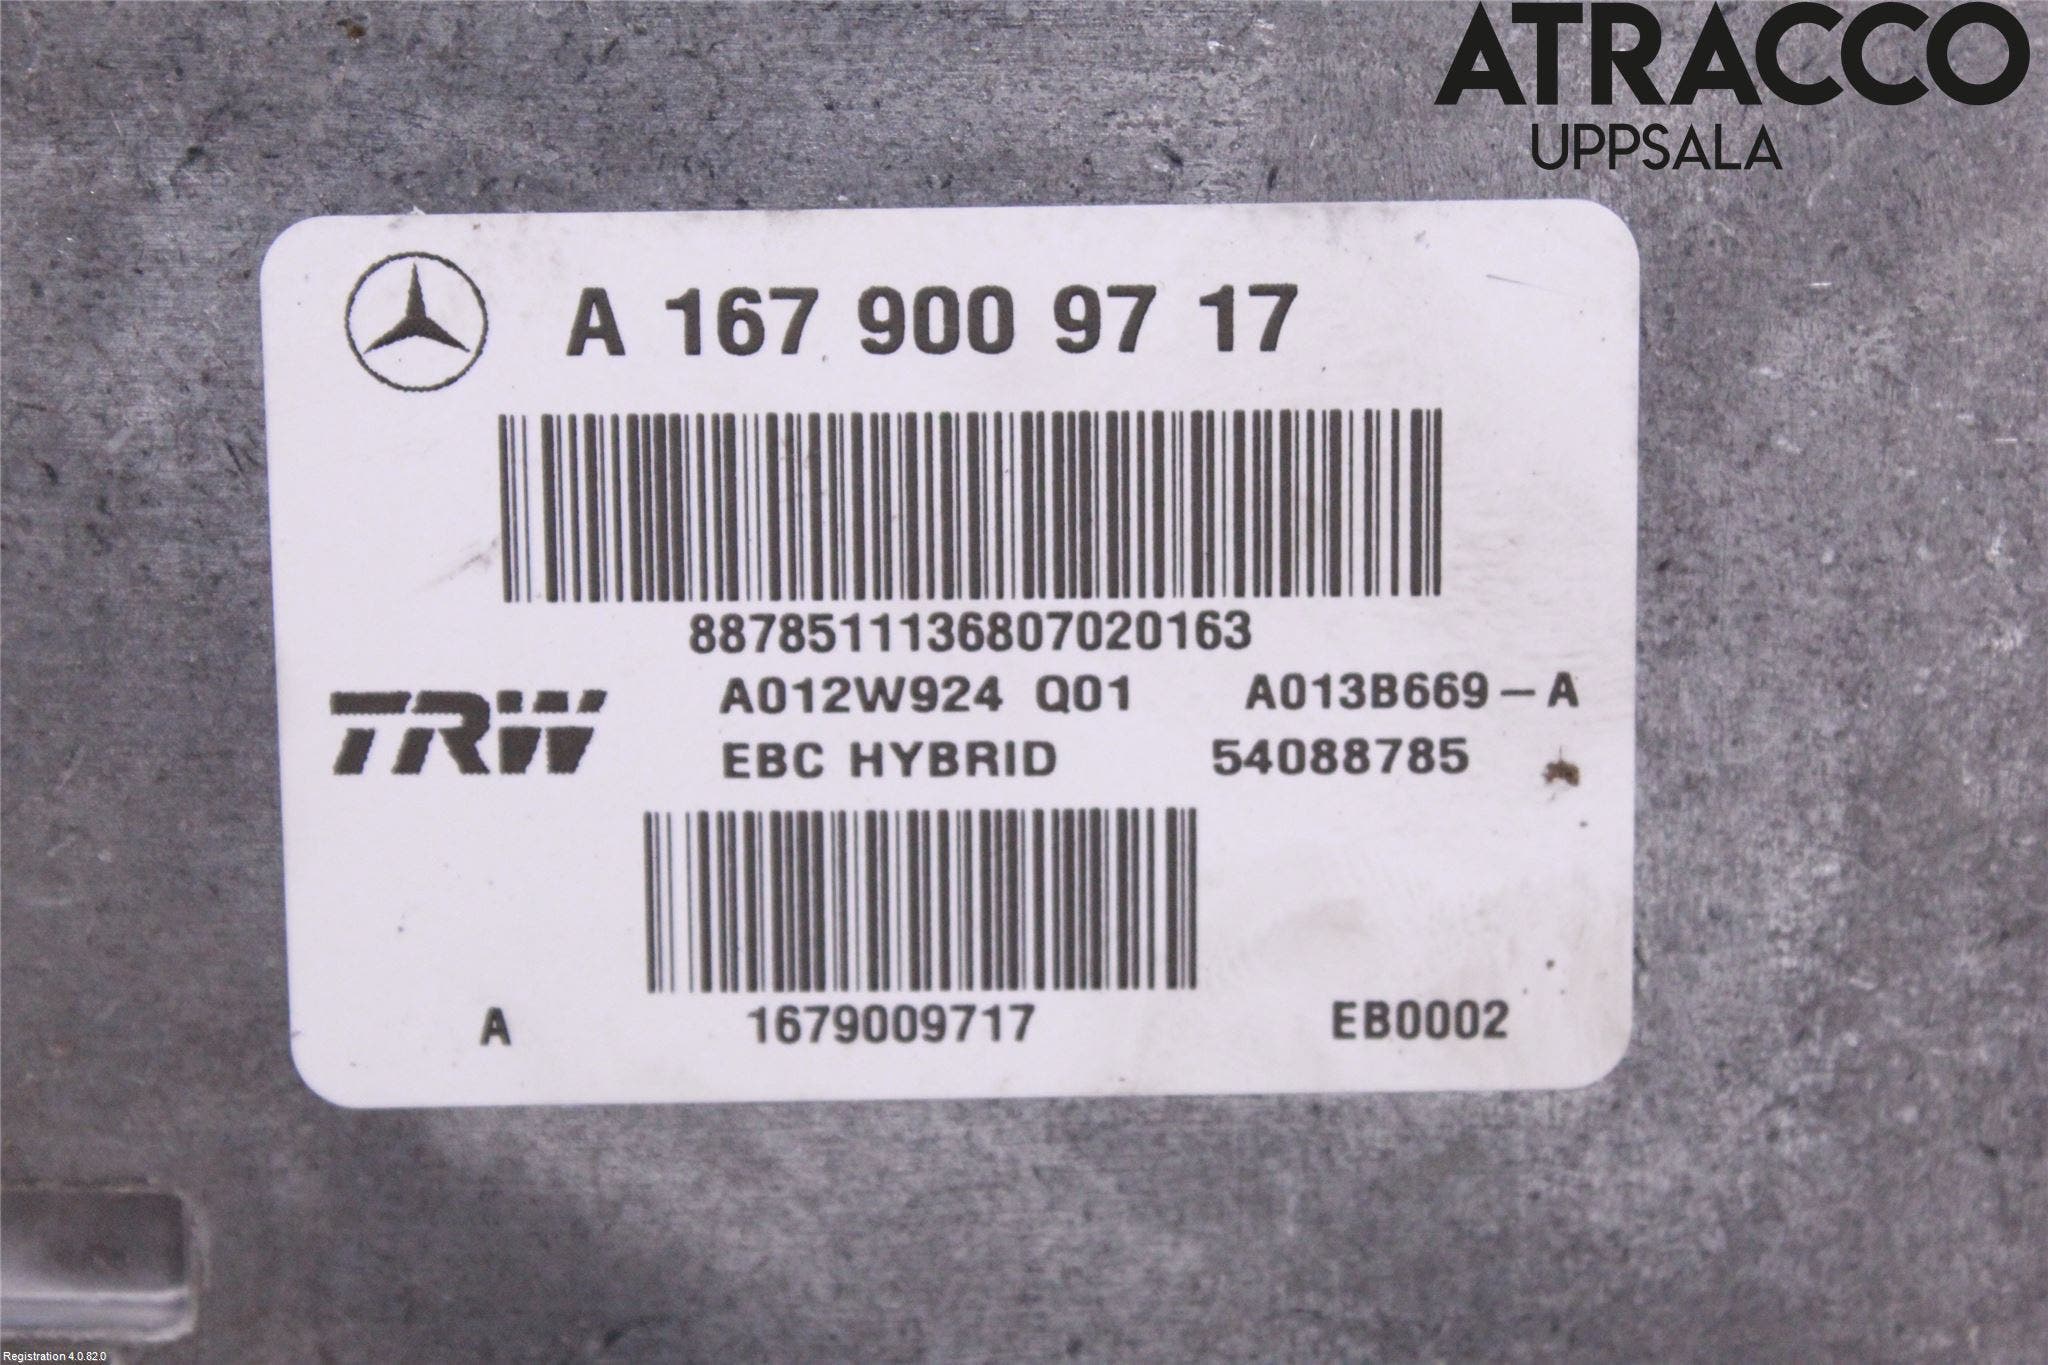 ATRACCO
UPPSALA
A 167 900 97 17
8878511136807020163
A012W924 Q01 A013B669-A
TRW
EBC HYBRID 54088785
A 1679009717 EB0002
Registration 4.0.82.0